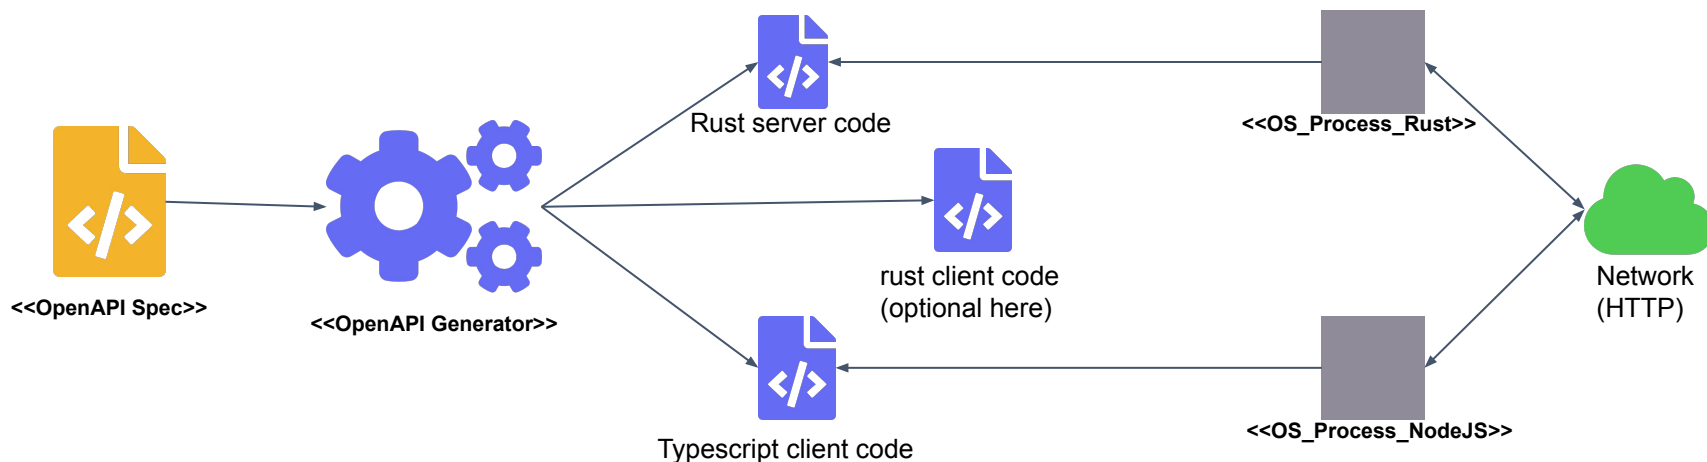 Rust server code
<<OS_Process_Rust>>
<<OpenAPI Spec>>
<<OpenAPI Generator>>
rust client code
(optional here)
Network
(HTTP)
Typescript client code
<<OS_Process_NodeJS>>